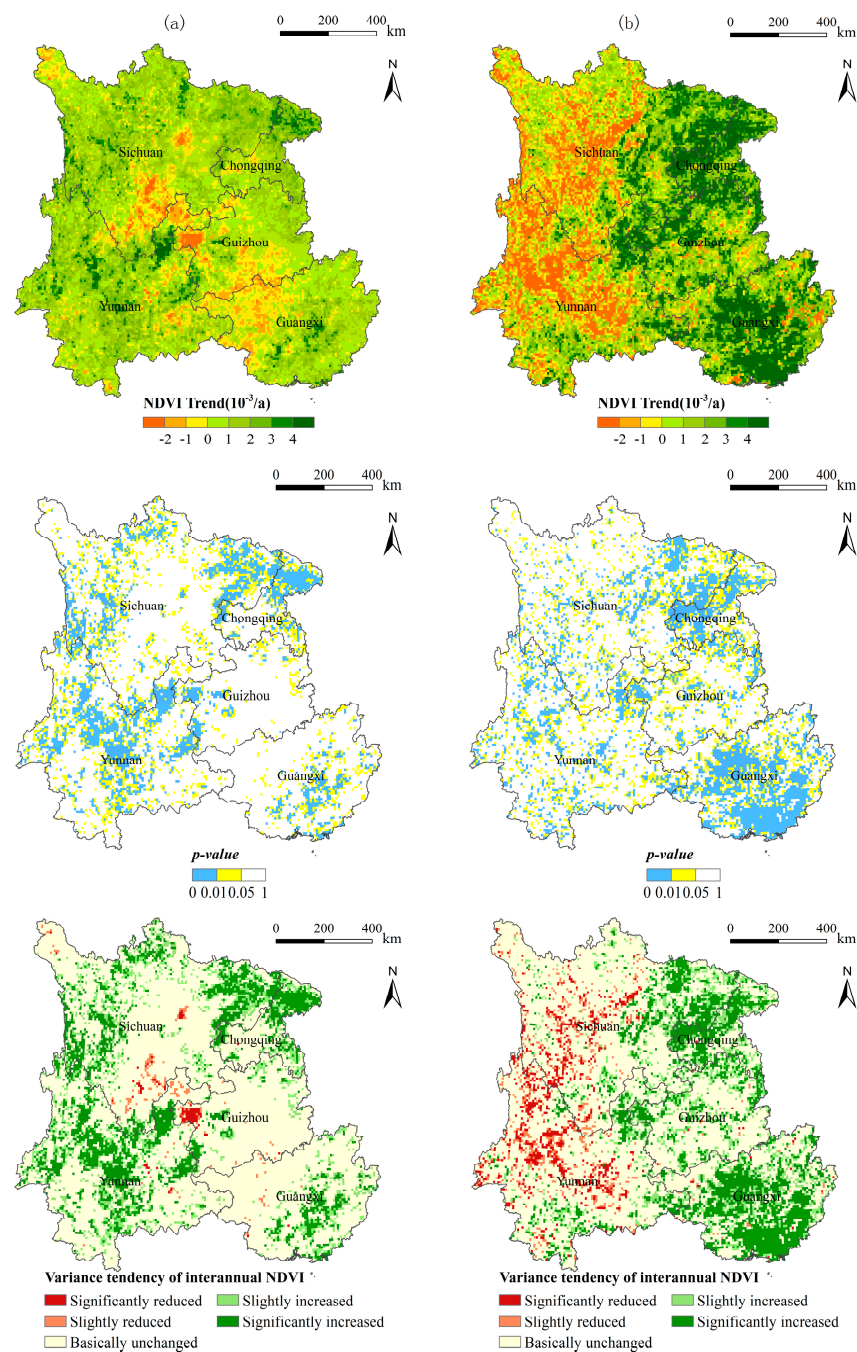 (a)
0 200 400
km
N
Sichuan
Chongqing
Guizhou
Yunnan
Guangxi
NDVI Trend(10⁻³/a)
-2 -1 0 1 2 3 4
(b)
0 200 400
km
N
Sichuan
Chongqing
Guizhou
Yunnan
Guangxi
NDVI Trend(10⁻³/a)
-2 -1 0 1 2 3 4
0 200 400
km
N
Sichuan
Chongqing
Guizhou
Yunnan
Guangxi
p-value
0 0.010.05 1
0 200 400
km
N
Sichuan
Chongqing
Guizhou
Yunnan
Guangxi
p-value
0 0.010.05 1
0 200 400
km
N
Sichuan
Chongqing
Guizhou
Yunnan
Guangxi
Variance tendency of interannual NDVI
Significantly reduced
Slightly increased
Slightly reduced
Significantly increased
Basically unchanged
0 200 400
km
N
Sichuan
Chongqing
Guizhou
Yunnan
Guangxi
Variance tendency of interannual NDVI
Significantly reduced
Slightly increased
Slightly reduced
Significantly increased
Basically unchanged